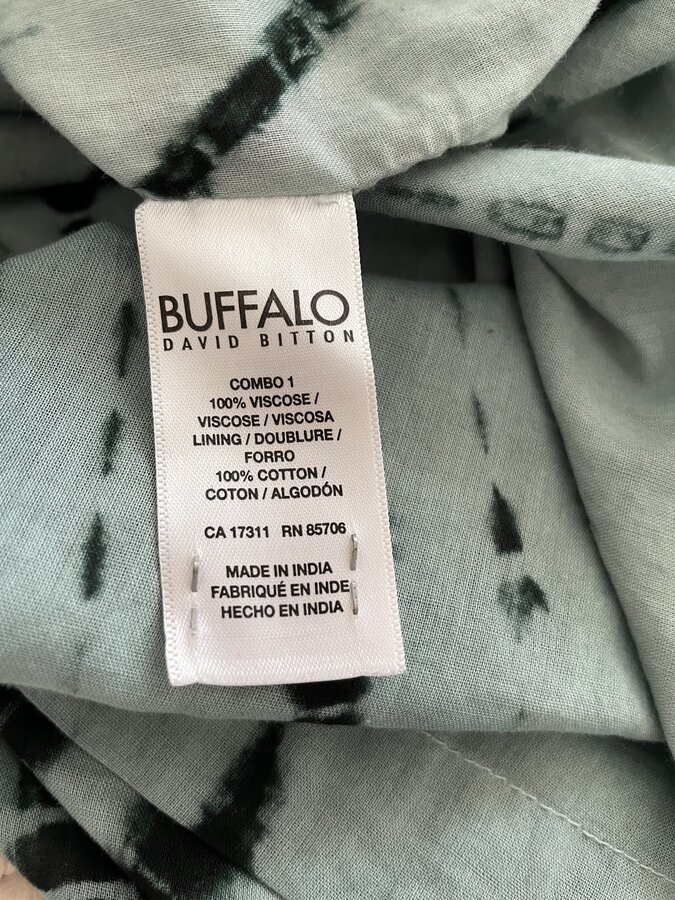 BUFFALO
DAVID BITTON
COMBO 1
100% VISCOSE /
VISCOSE / VISCOSA
LINING / DOUBLURE /
FORRO
100% COTTON /
COTON / ALGODÓN
CA 17311 RN 85706
MADE IN INDIA
FABRIQUÉ EN INDE
HECHO EN INDIA